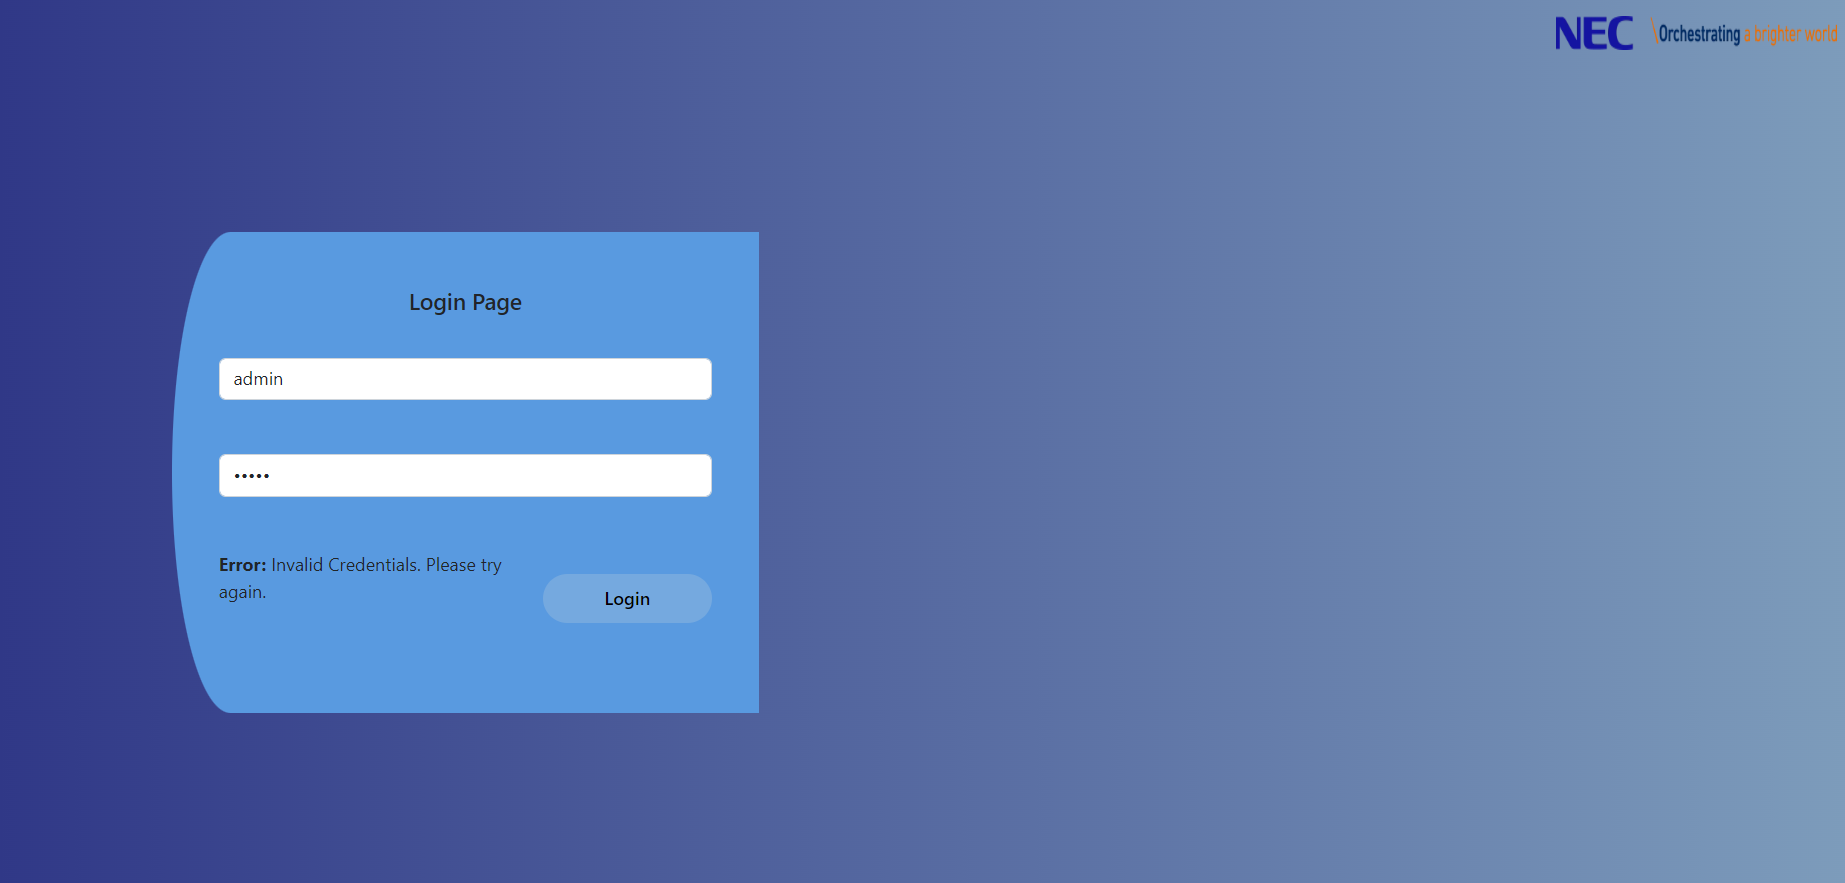 NEC \Orchestrating a brighter world
Login Page
admin
•••••
Error: Invalid Credentials. Please try
again.
Login